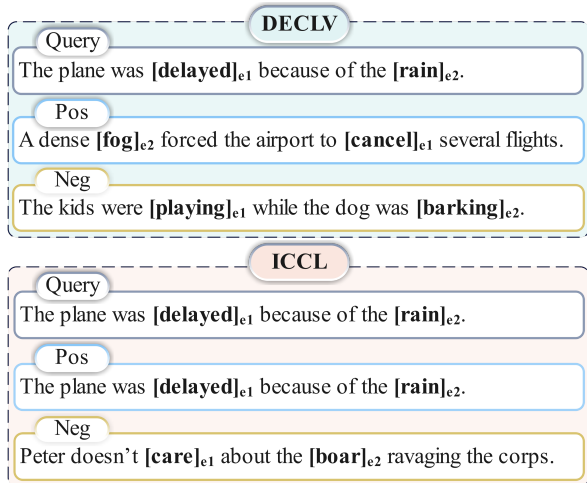 DECLV
Query
The plane was [delayed]e1 because of the [rain]e2.
Pos
A dense [fog]e2 forced the airport to [cancel]e1 several flights.
Neg
The kids were [playing]e1 while the dog was [barking]e2.
ICCL
Query
The plane was [delayed]e1 because of the [rain]e2.
Pos
The plane was [delayed]e1 because of the [rain]e2.
Neg
Peter doesn't [care]e1 about the [boar]e2 ravaging the corps.